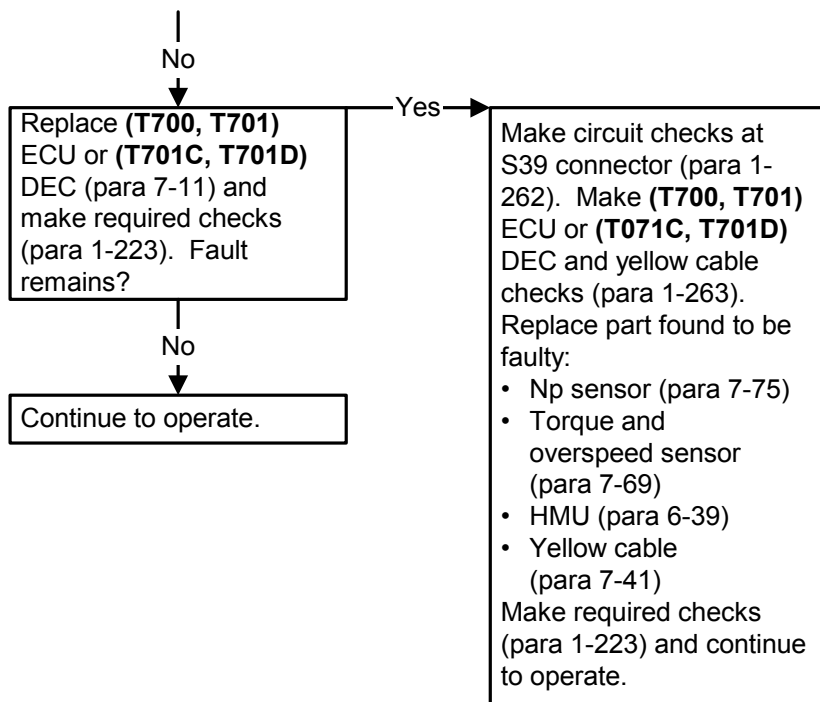 No
Yes
Replace (T700, T701)
ECU or (T701C, T701D)
DEC (para 7-11) and
make required checks
(para 1-223).  Fault
remains?
No
Continue to operate.
Make circuit checks at
S39 connector (para 1-
262).  Make (T700, T701)
ECU or (T071C, T701D)
DEC and yellow cable
checks (para 1-263).
Replace part found to be
faulty:
• Np sensor (para 7-75)
• Torque and
overspeed sensor
(para 7-69)
• HMU (para 6-39)
• Yellow cable
(para 7-41)
Make required checks
(para 1-223) and continue
to operate.